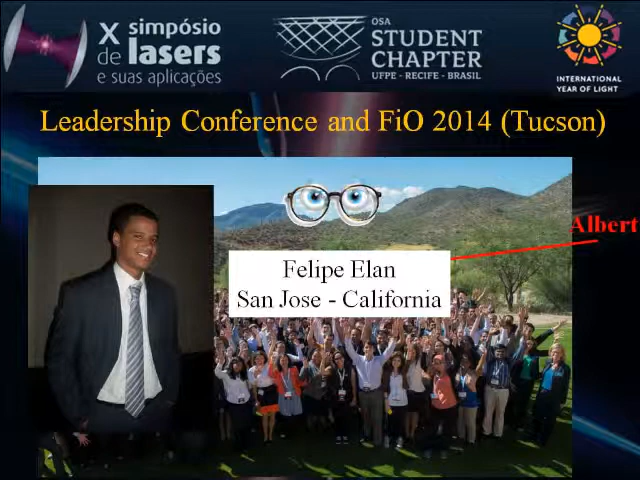 X simpósio
de lasers
e suas aplicações
OSA
STUDENT
CHAPTER
UFPE - RECIFE - BRASIL
INTERNATIONAL
YEAR OF LIGHT
Leadership Conference and FiO 2014 (Tucson)
Albert
Felipe Elan
San Jose - California